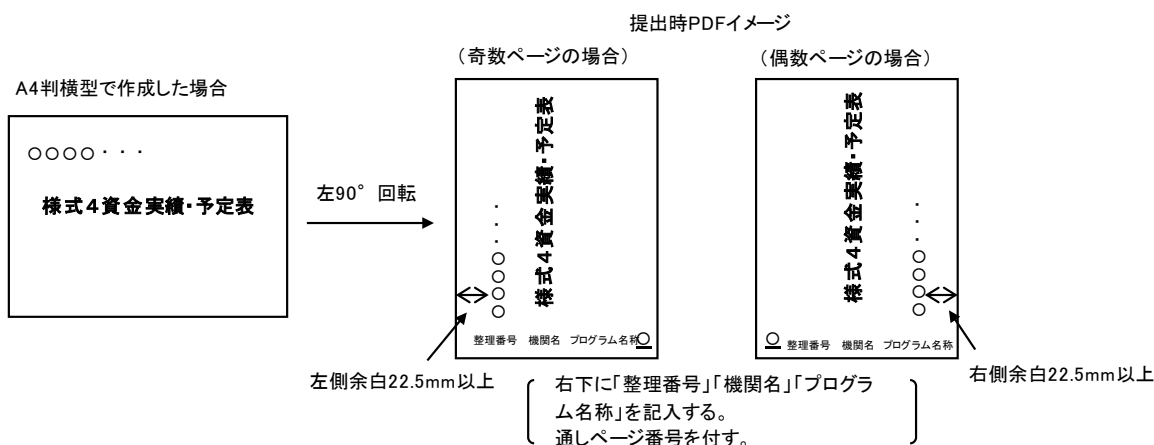 提出時PDFイメージ
（奇数ページの場合）
（偶数ページの場合）
A4判横型で作成した場合
○○○○・・・
様式４資金実績・予定表
左90°回転
○○○○・・・
様式４資金実績・予定表
整理番号 機関名 プログラム名称○
○○○○・・・
様式４資金実績・予定表
○ 整理番号 機関名 プログラム名称
左側余白22.5mm以上
右側余白22.5mm以上
右下に「整理番号」「機関名」「プログラ
ム名称」を記入する。
通しページ番号を付す。